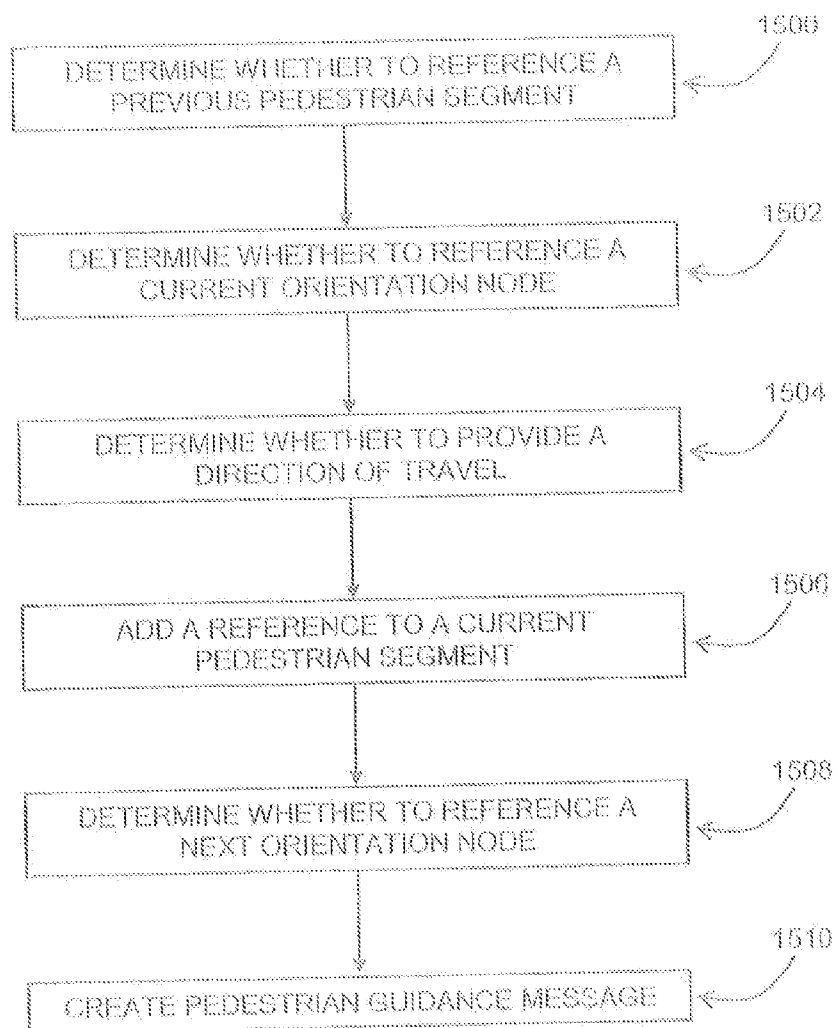 1500
DETERMINE WHETHER TO REFERENCE A
PREVIOUS PEDESTRIAN SEGMENT
1502
DETERMINE WHETHER TO REFERENCE A
CURRENT ORIENTATION NODE
1504
DETERMINE WHETHER TO PROVIDE A
DIRECTION OF TRAVEL
1506
ADD A REFERENCE TO A CURRENT
PEDESTRIAN SEGMENT
1508
DETERMINE WHETHER TO REFERENCE A
NEXT ORIENTATION NODE
1510
CREATE PEDESTRIAN GUIDANCE MESSAGE